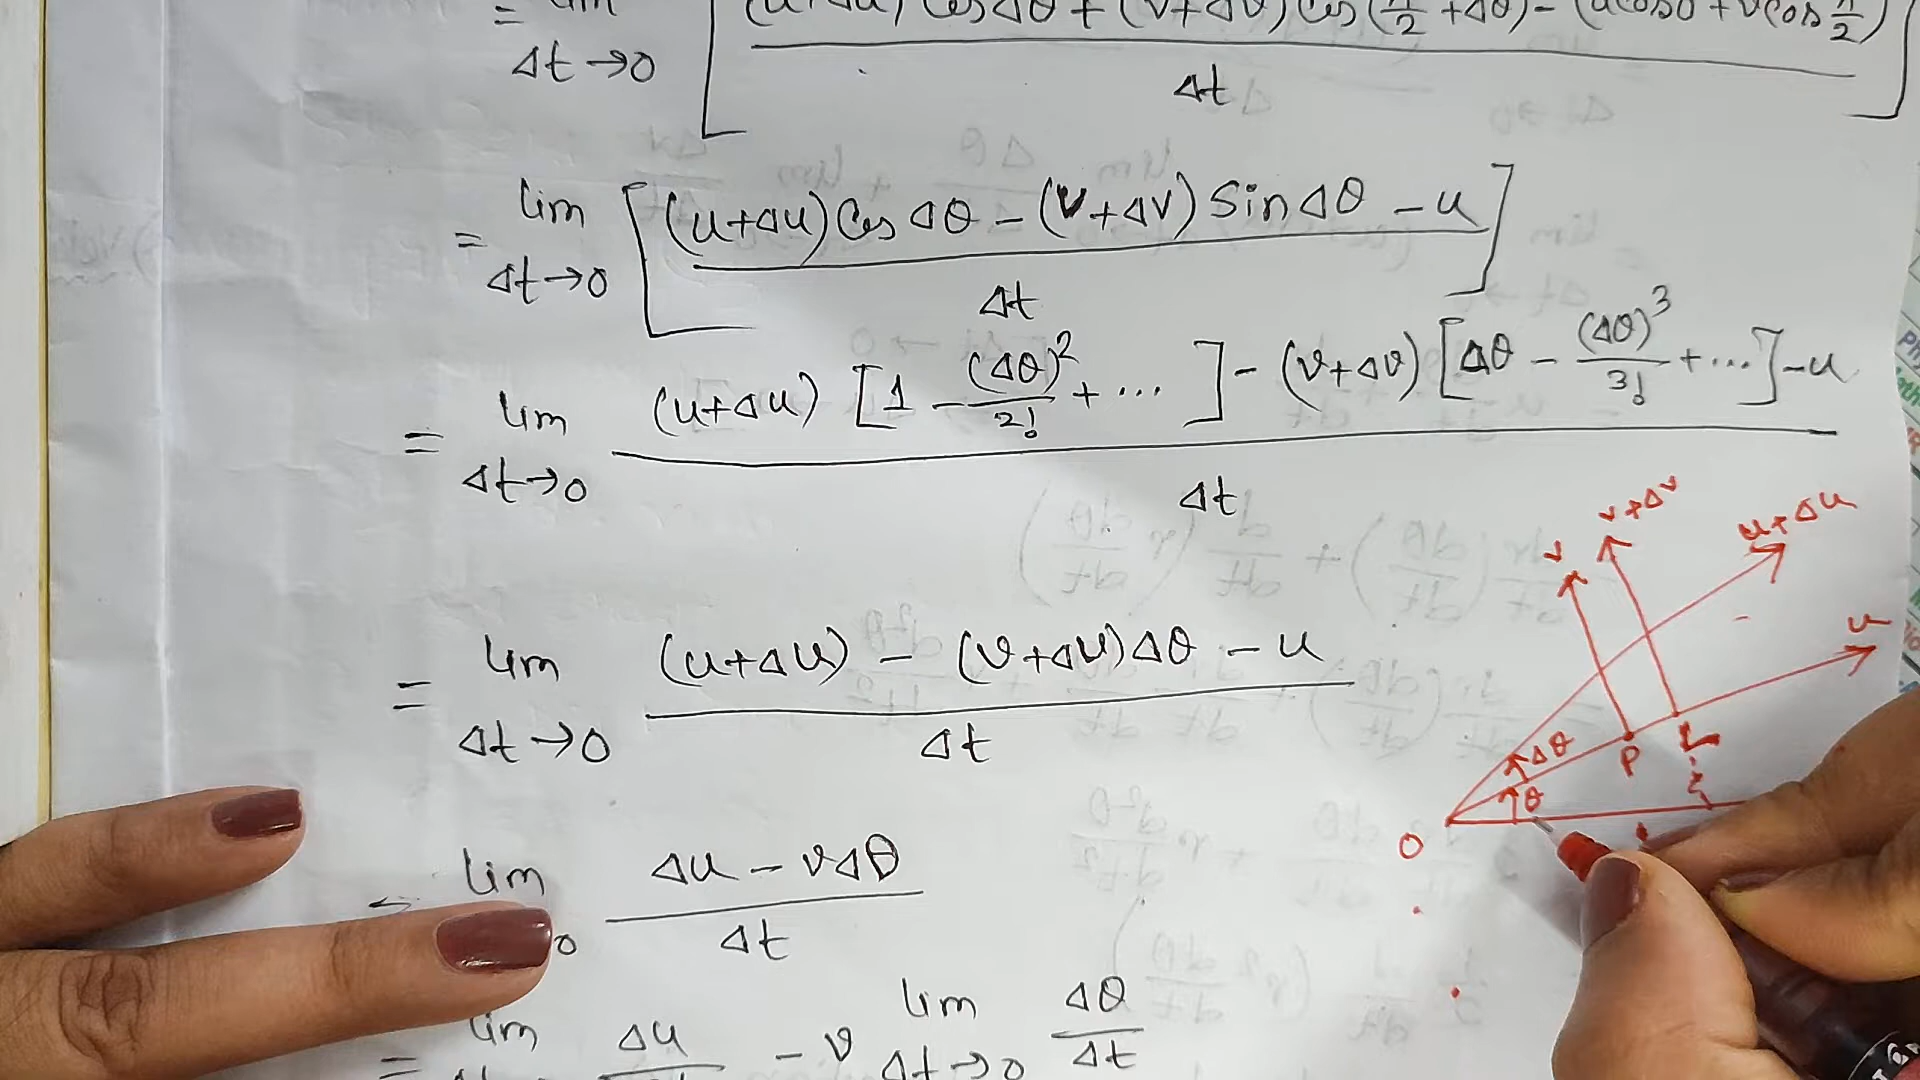 = lim Δt→0 [ (u+Δu) Cos Δθ + (v+Δv) Cos (π/2 + Δθ) - (u cos 0 + v cos π/2) / Δt ]
= lim Δt→0 [ (u+Δu) Cos Δθ - (v+Δv) Sin Δθ - u / Δt ]
= lim Δt→0 (u+Δu) [1 - (Δθ)²/2! + ... ] - (v+Δv) [Δθ - (Δθ)³/3! + ... ] - u / Δt
= lim Δt→0 (u+Δu) - (v+Δv)Δθ - u / Δt
lim 0 Δu - vΔθ / Δt
= lim Δu - v lim Δt→0 Δθ/Δt
v
v+Δv
u+Δu
u
Δθ
θ
P
O